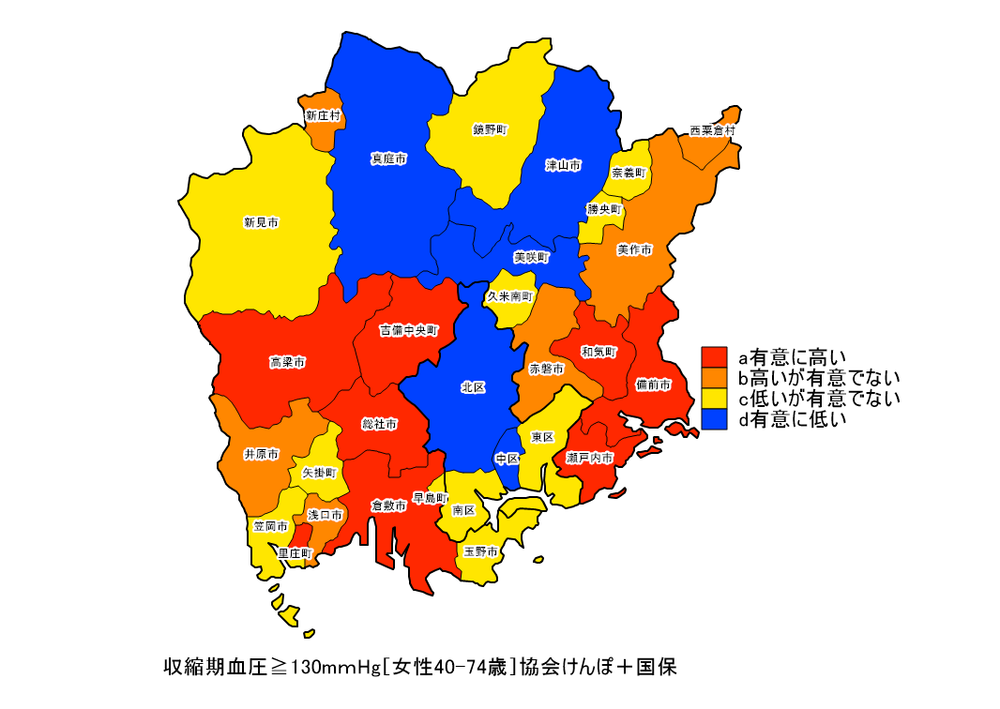 新庄村
西粟倉村
鏡野町
真庭市
津山市
奈義町
勝央町
新見市
美作市
美咲町
久米南町
吉備中央町
和気町
高梁市
赤磐市
備前市
北区
総社市
東区
井原市
中区
瀬戸内市
矢掛町
早島町
倉敷市
南区
浅口市
笠岡市
里庄町
玉野市
a有意に高い
b高いが有意でない
c低いが有意でない
d有意に低い
収縮期血圧≧130mmHg[女性40-74歳]協会けんぽ＋国保